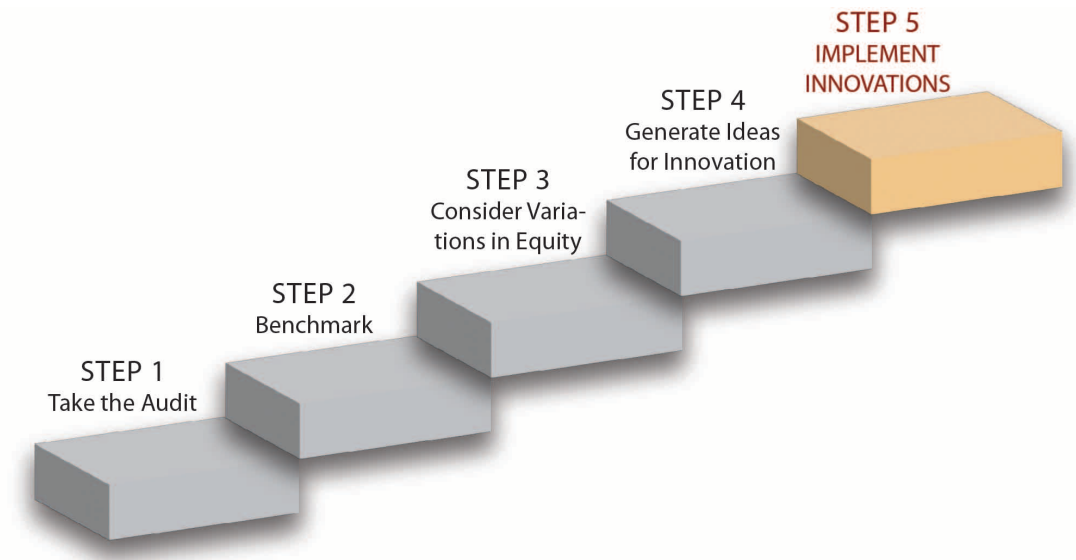 STEP 1
Take the Audit
STEP 2
Benchmark
STEP 3
Consider Varia-
tions in Equity
STEP 4
Generate Ideas
for Innovation
STEP 5
IMPLEMENT
INNOVATIONS